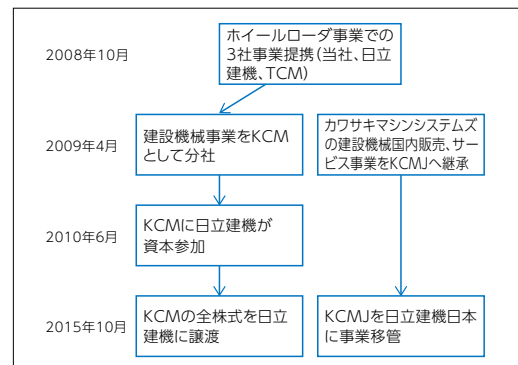 2008年10月
ホイールローダ事業での
3社事業提携(当社、日立
建機、TCM)
2009年4月
建設機械事業をKCM
として分社
カワサキマシンシステムズ
の建設機械国内販売、サー
ビス事業をKCMJへ継承
2010年6月
KCMに日立建機が
資本参加
2015年10月
KCMの全株式を日立
建機に譲渡
KCMJを日立建機日本
に事業移管